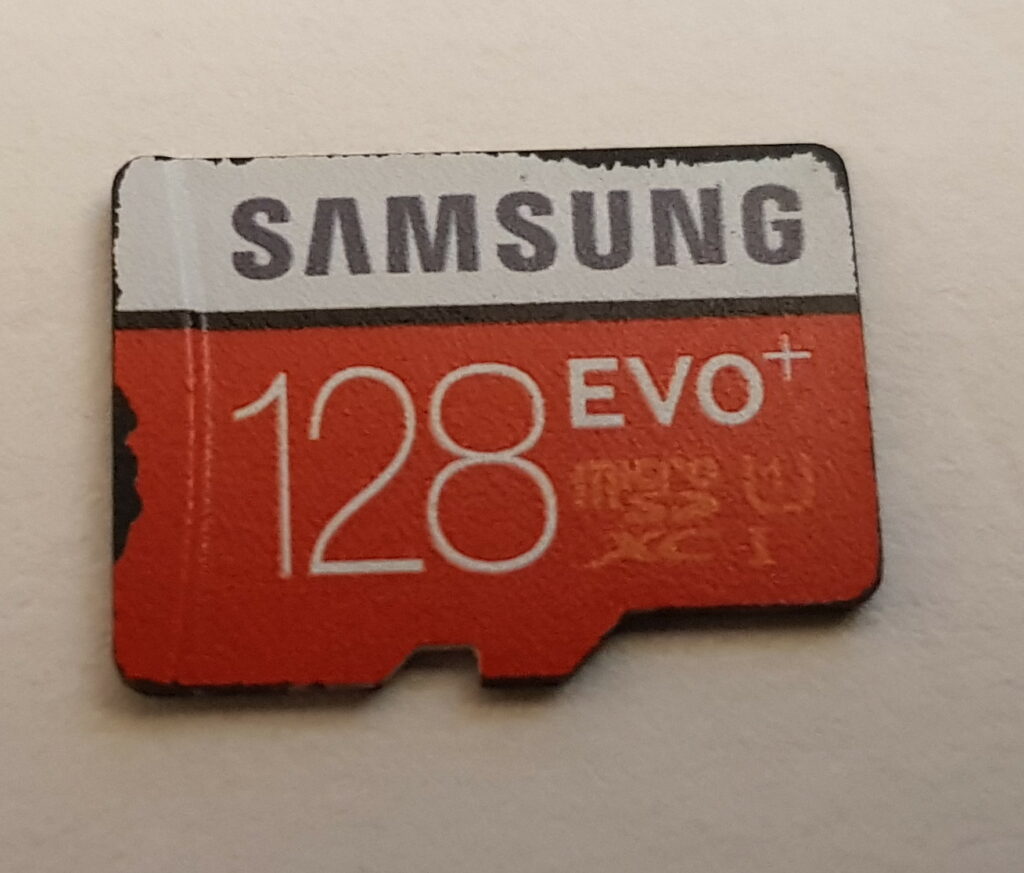 SAMSUNG
128 EVO+
micro
SD
XC I